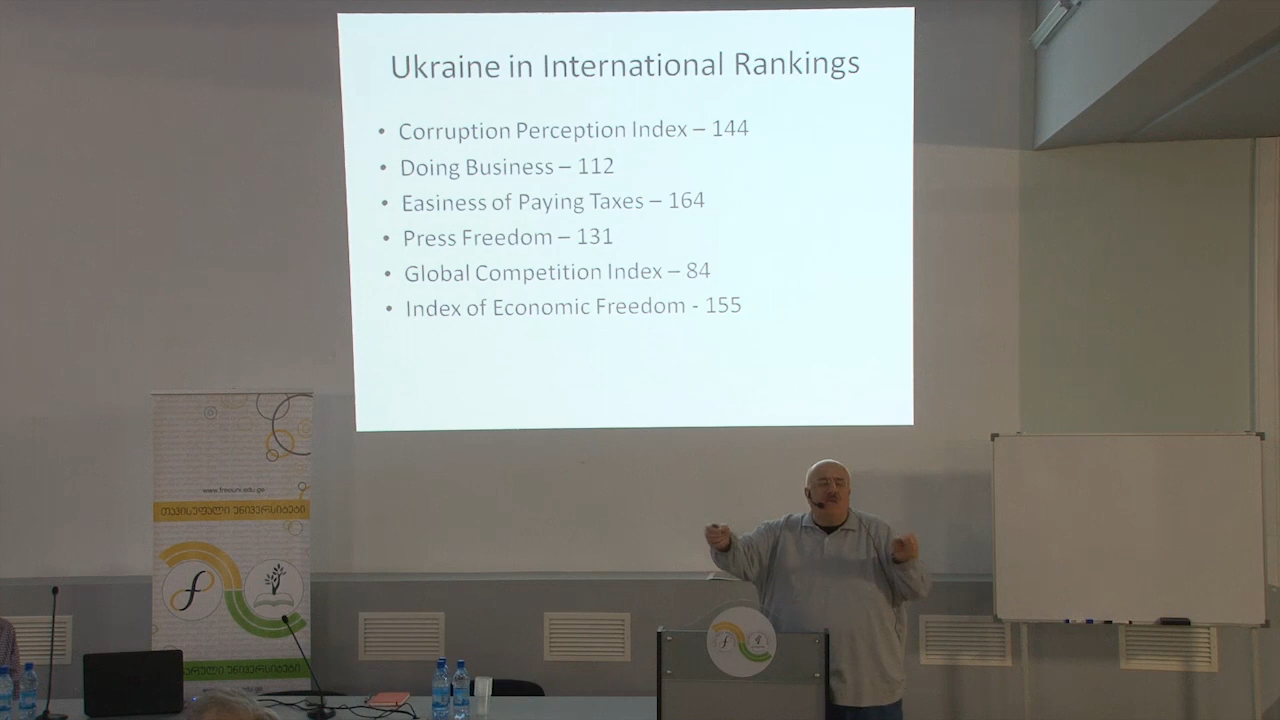 Ukraine in International Rankings
• Corruption Perception Index – 144
• Doing Business – 112
• Easiness of Paying Taxes – 164
• Press Freedom – 131
• Global Competition Index – 84
• Index of Economic Freedom - 155
www.freeuni.edu.ge
თავისუფალი უნივერსიტეტი